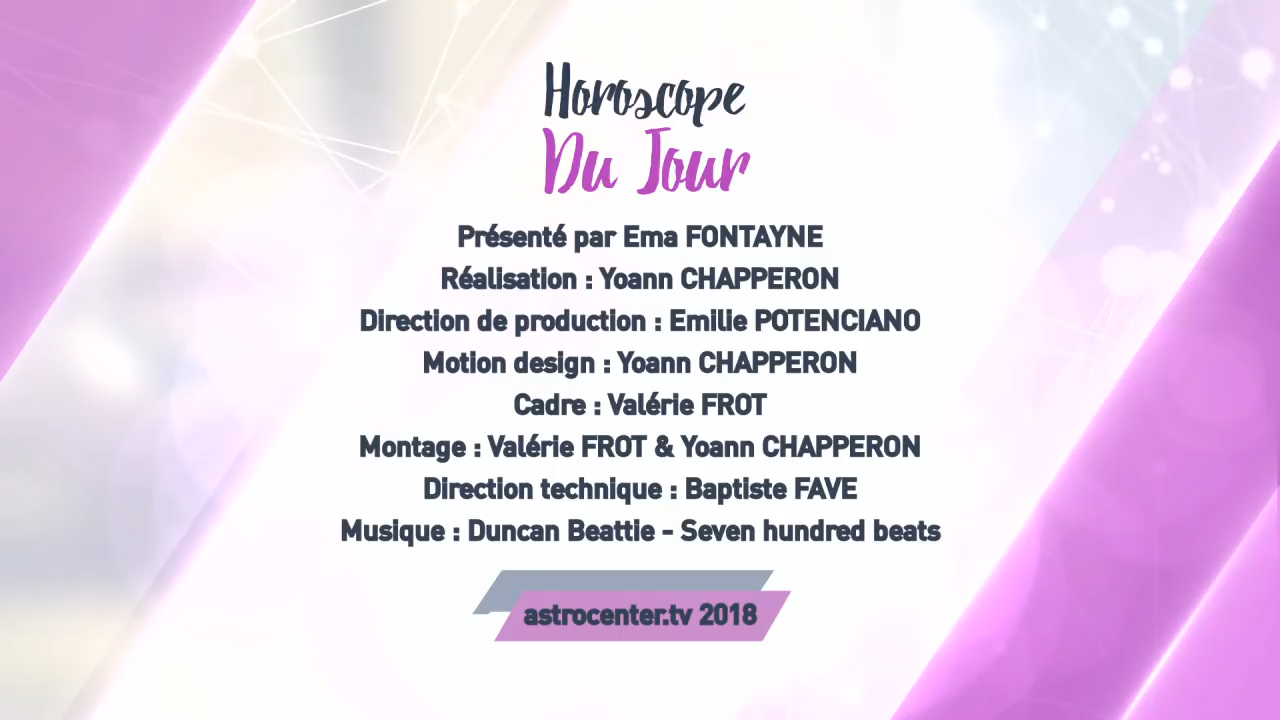 Horoscope
Du Jour
Présenté par Ema FONTAYNE
Réalisation : Yoann CHAPPERON
Direction de production : Emilie POTENCIANO
Motion design : Yoann CHAPPERON
Cadre : Valérie FROT
Montage : Valérie FROT & Yoann CHAPPERON
Direction technique : Baptiste FAVE
Musique : Duncan Beattie - Seven hundred beats
astrocenter.tv 2018